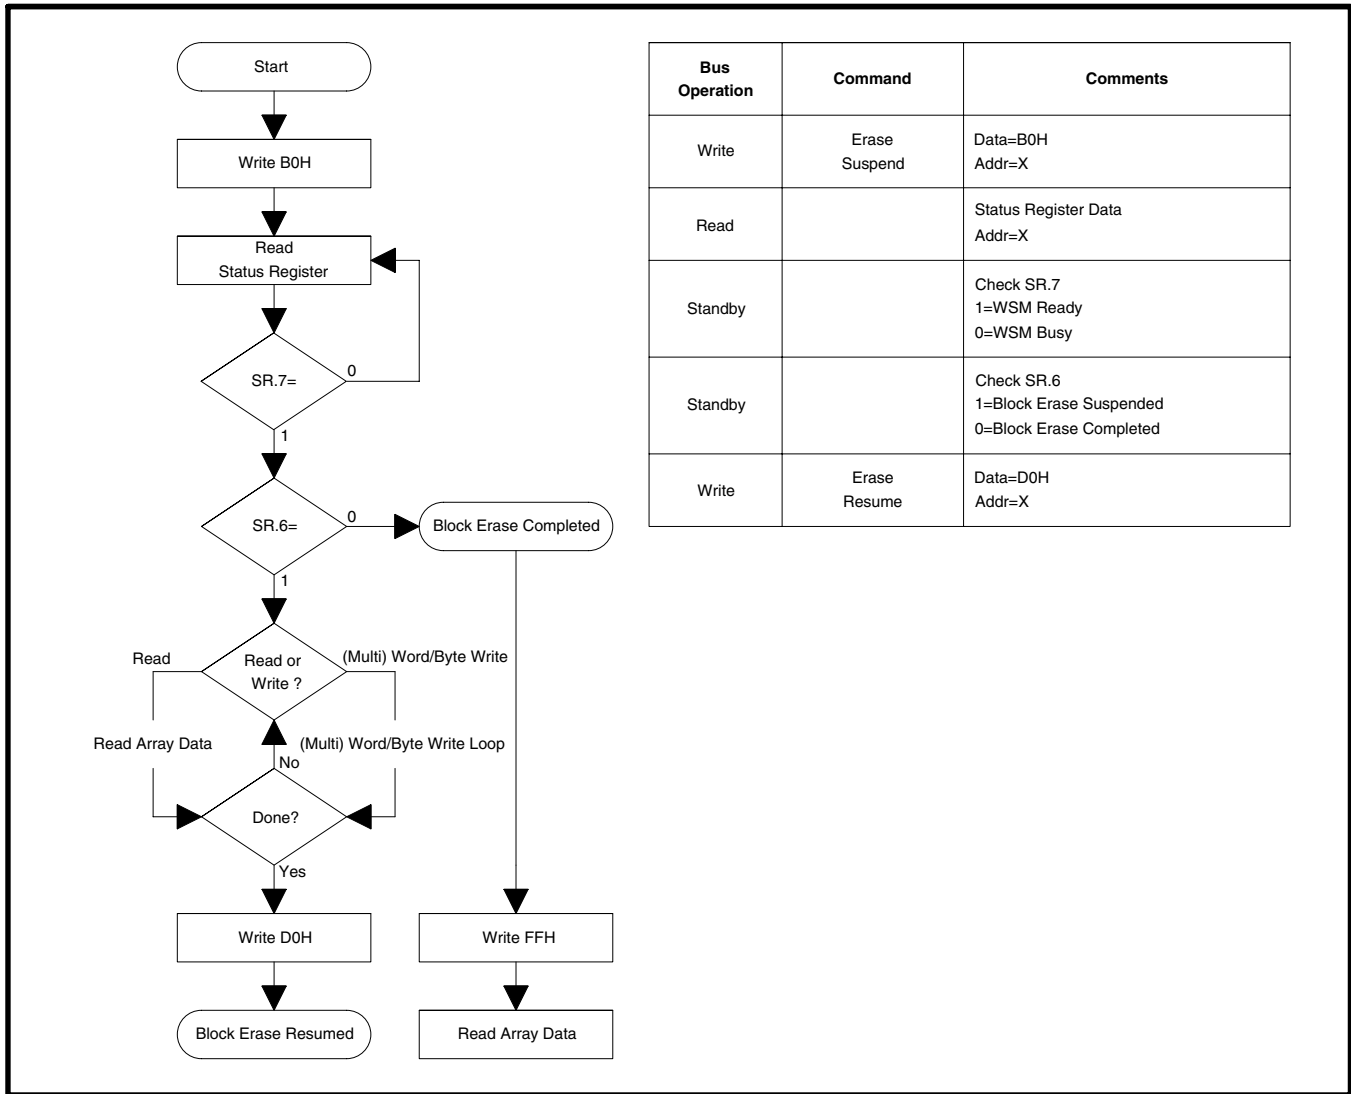 Start
Write B0H
Read
Status Register
SR.7=
0
1
SR.6=
0
Block Erase Completed
1
Read
Read or
Write ?
(Multi) Word/Byte Write
Read Array Data
(Multi) Word/Byte Write Loop
No
Done?
Yes
Write D0H
Write FFH
Block Erase Resumed
Read Array Data
Bus
Operation
Command
Comments
Write
Erase
Suspend
Data=B0H
Addr=X
Read
Status Register Data
Addr=X
Standby
Check SR.7
1=WSM Ready
0=WSM Busy
Standby
Check SR.6
1=Block Erase Suspended
0=Block Erase Completed
Write
Erase
Resume
Data=D0H
Addr=X